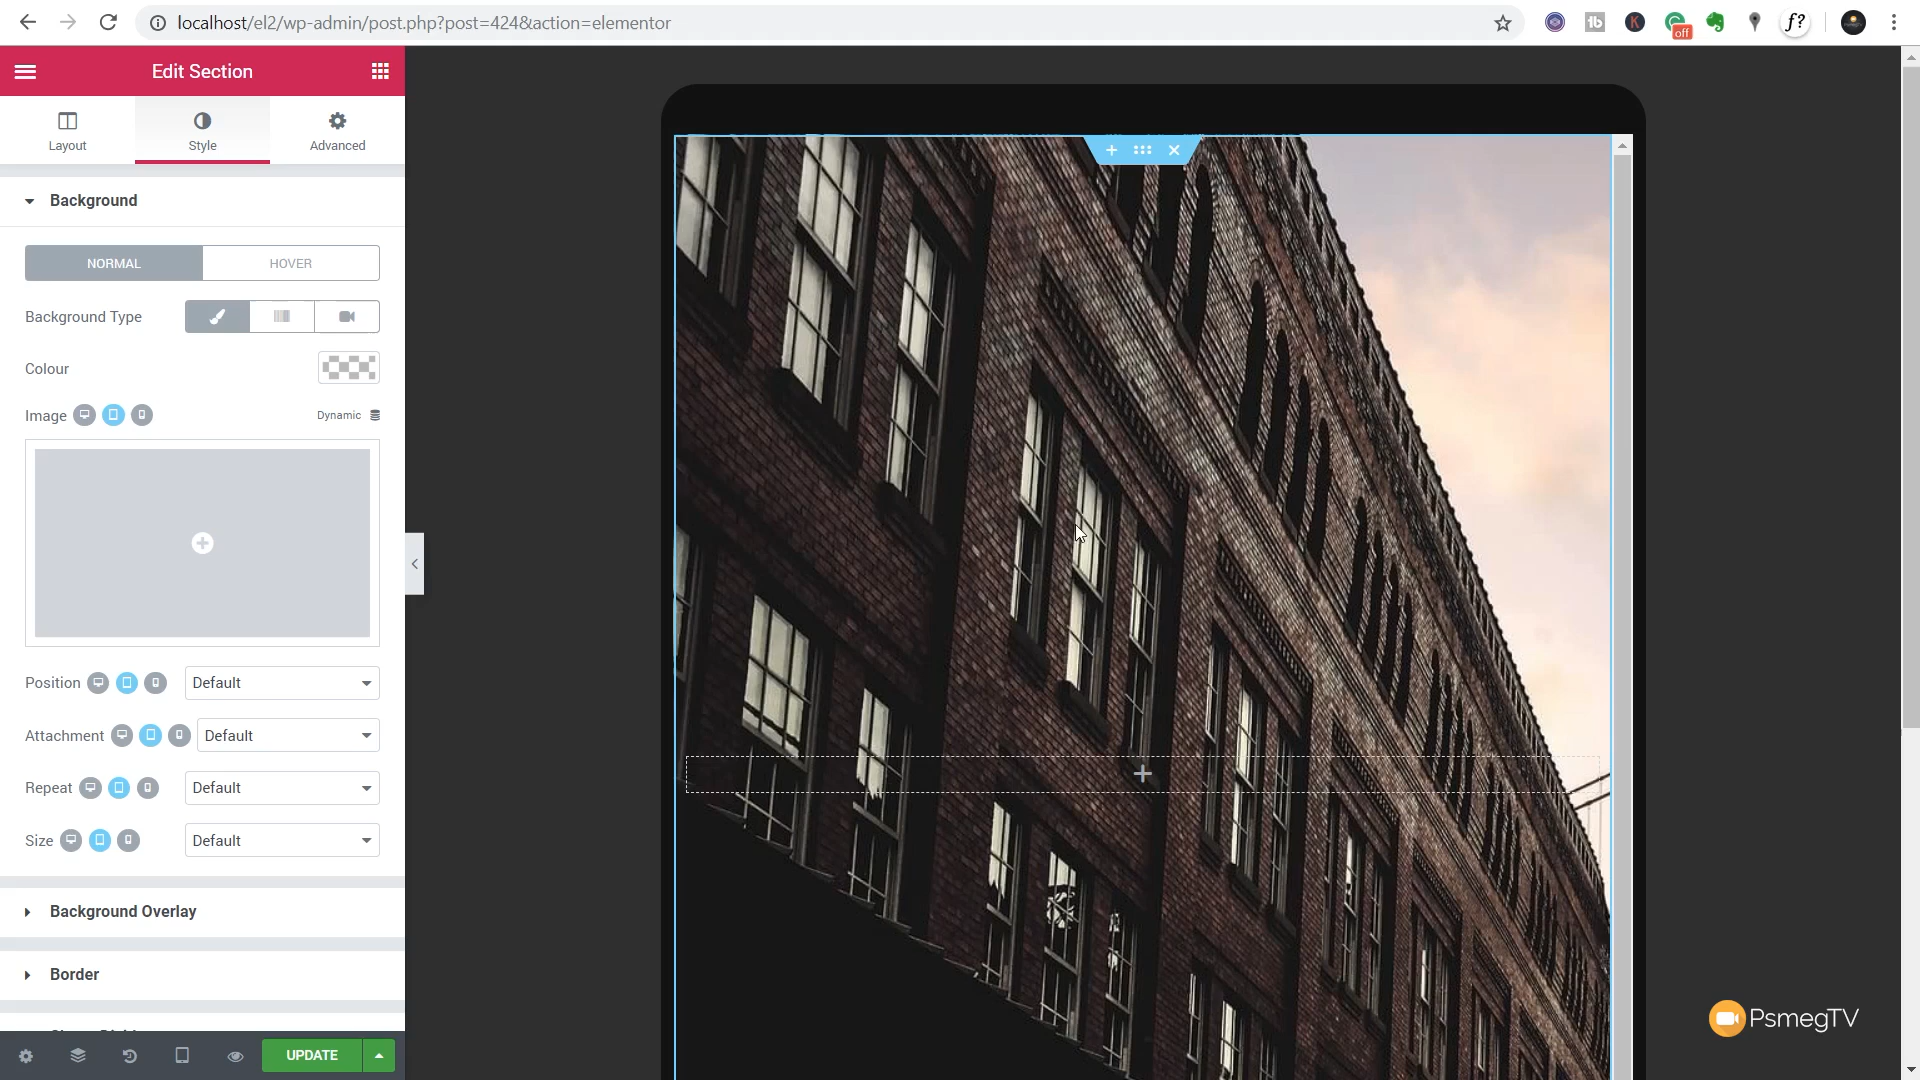 localhost/el2/wp-admin/post.php?post=424&action=elementor
off
f?
Edit Section
Layout
Style
Advanced
Background
NORMAL
HOVER
Background Type
Colour
Image
Dynamic
Position
Default
Attachment
Default
Repeat
Default
Size
Default
Background Overlay
Border
UPDATE
PsmegTV